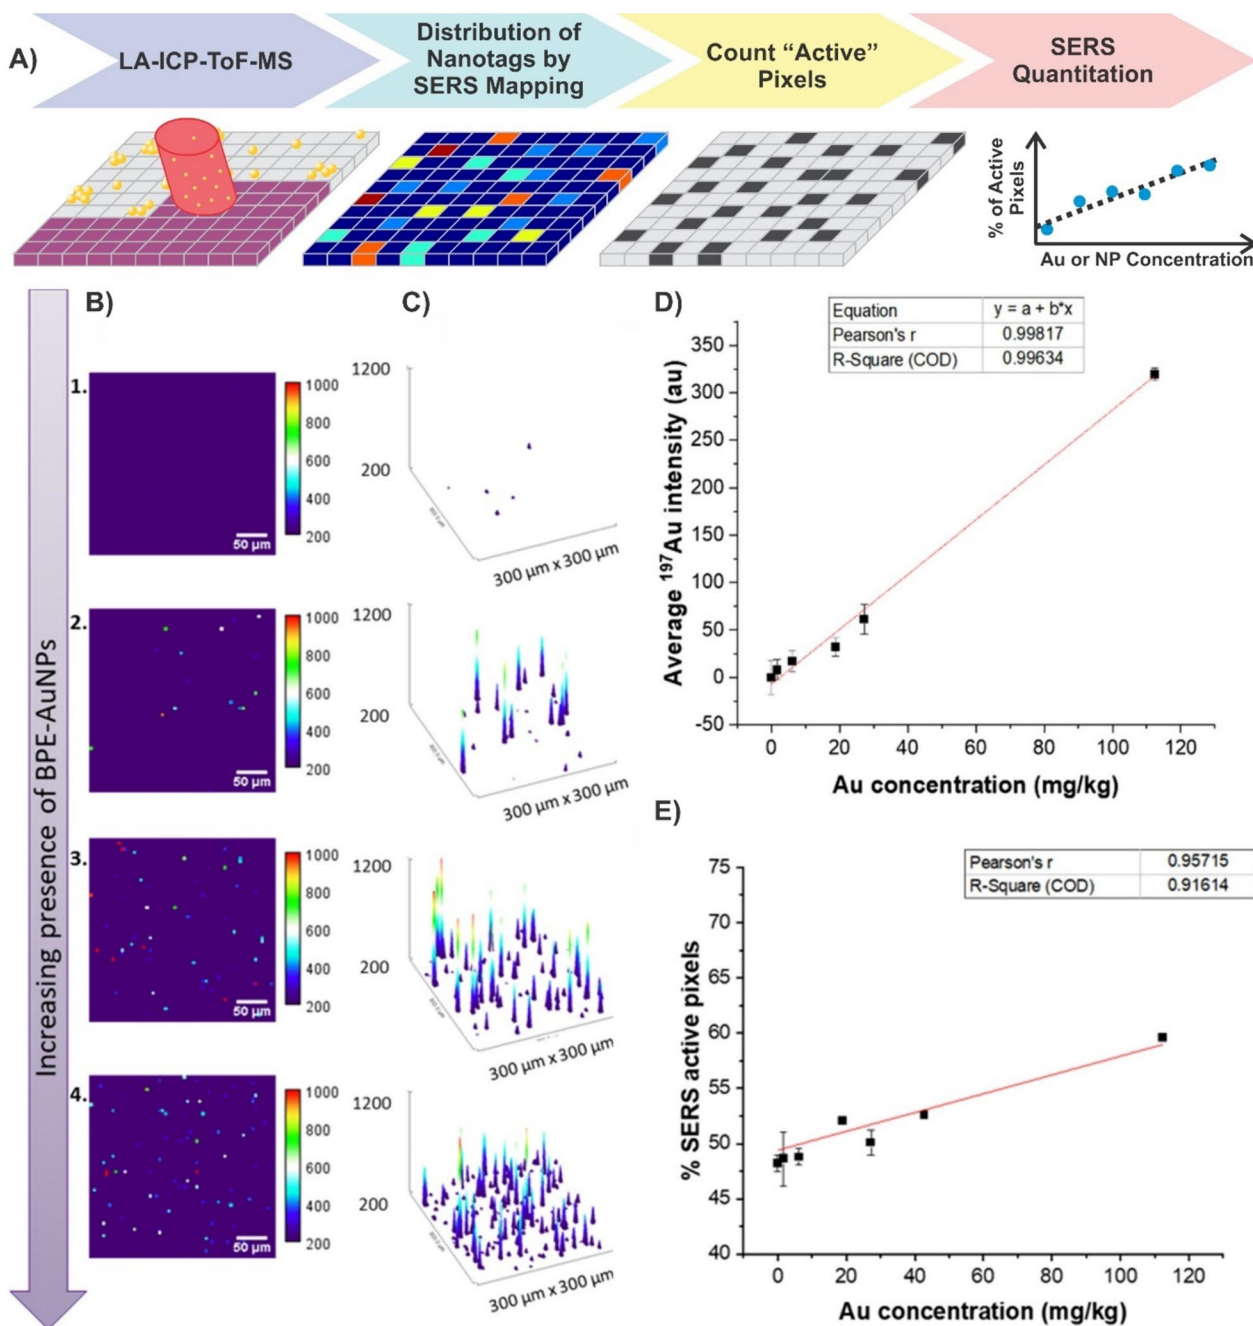 A)
LA-ICP-ToF-MS
Distribution of
Nanotags by
SERS Mapping
Count “Active”
Pixels
SERS
Quantitation
% of Active
Pixels
Au or NP Concentration
Increasing presence of BPE-AuNPs
B)
1.
1000
800
600
400
200
50 µm
2.
1000
800
600
400
200
50 µm
3.
1000
800
600
400
200
50 µm
4.
1000
800
600
400
200
50 µm
C)
1200
200
300 µm x 300 µm
1200
200
300 µm x 300 µm
1200
200
300 µm x 300 µm
1200
200
300 µm x 300 µm
D)
Equation y = a + b*x
Pearson's r 0.99817
R-Square (COD) 0.99634
Average ¹⁹⁷Au intensity (au)
350
300
250
200
150
100
50
0
-50
0 20 40 60 80 100 120
Au concentration (mg/kg)
E)
Pearson's r 0.95715
R-Square (COD) 0.91614
% SERS active pixels
75
70
65
60
55
50
45
40
0 20 40 60 80 100 120
Au concentration (mg/kg)